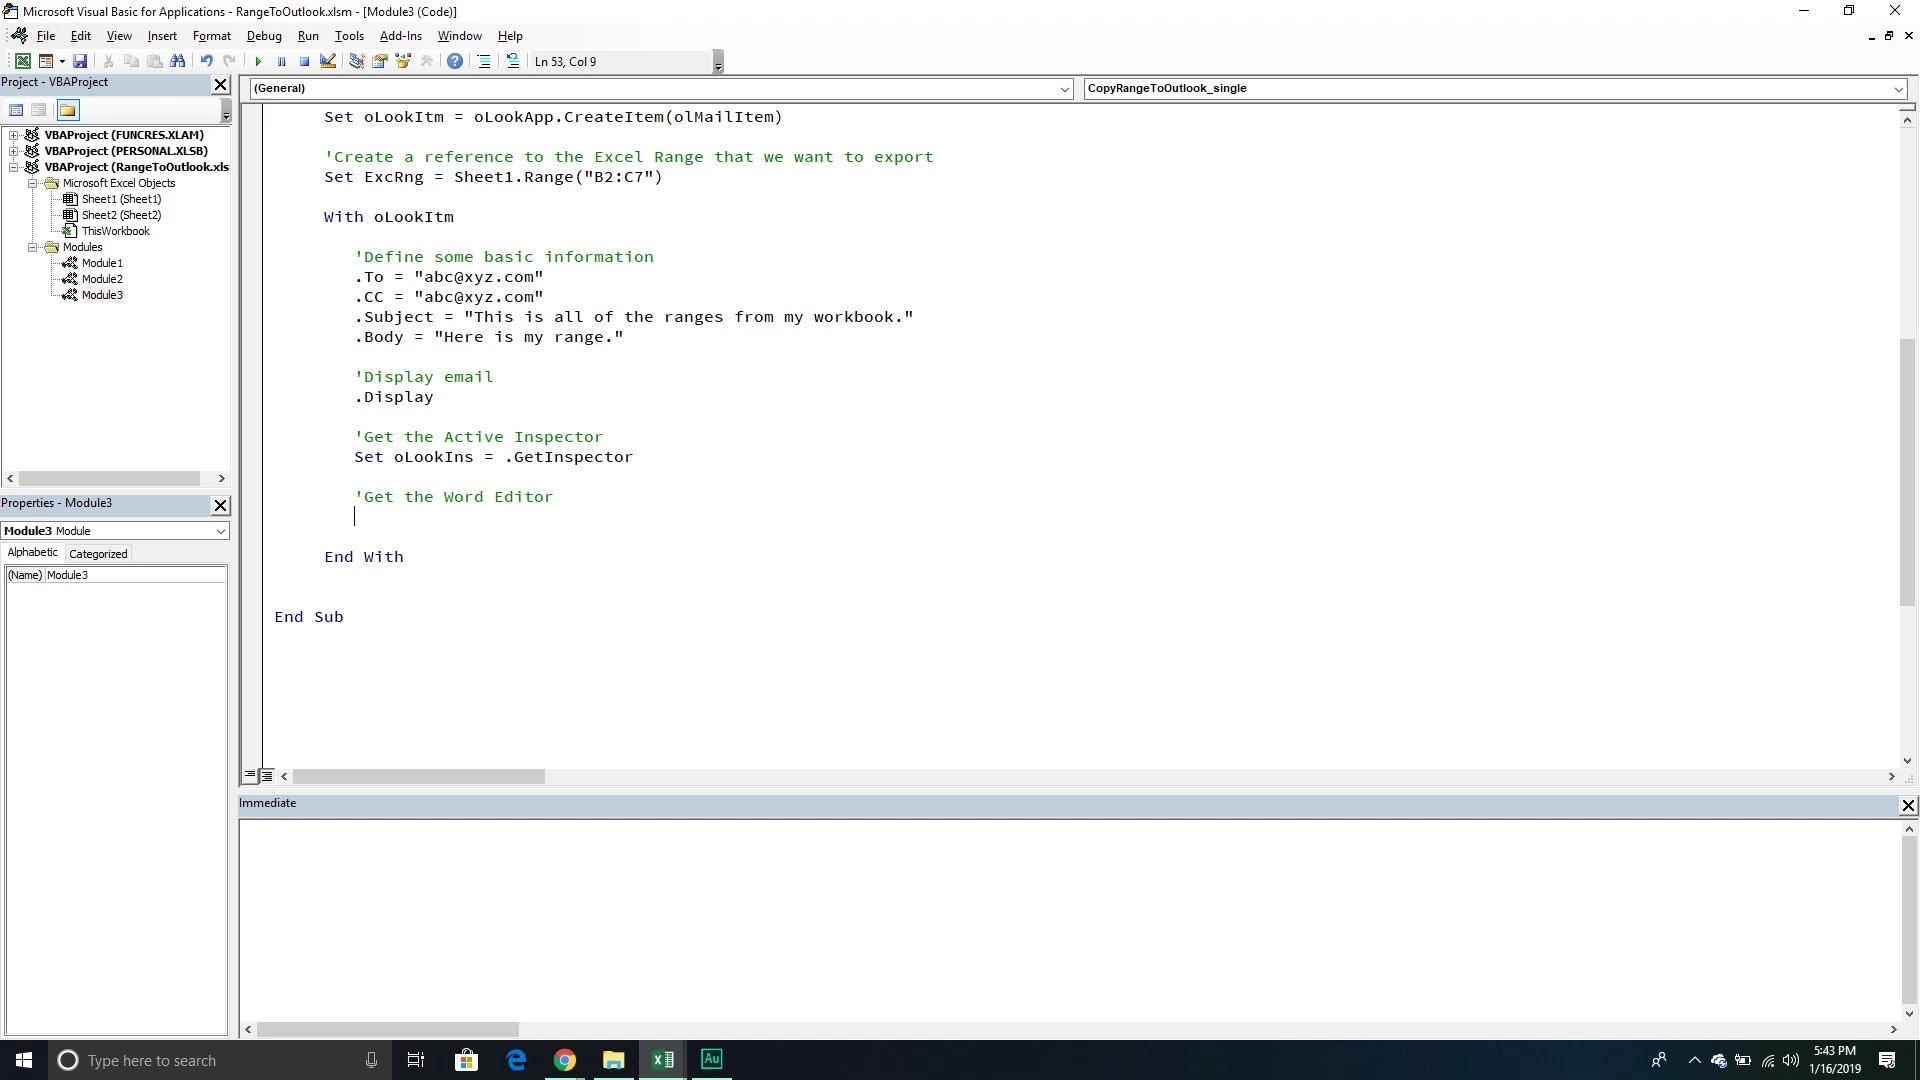 Microsoft Visual Basic for Applications - RangeToOutlook.xlsm - [Module3 (Code)]
File Edit View Insert Format Debug Run Tools Add-Ins Window Help
Ln 53, Col 9
Project - VBAProject
(General)
CopyRangeToOutlook_single
VBAProject (FUNCRES.XLAM)
VBAProject (PERSONAL.XLSB)
VBAProject (RangeToOutlook.xls
Microsoft Excel Objects
Sheet1 (Sheet1)
Sheet2 (Sheet2)
ThisWorkbook
Modules
Module1
Module2
Module3
Set oLookItm = oLookApp.CreateItem(olMailItem)
'Create a reference to the Excel Range that we want to export
Set ExcRng = Sheet1.Range("B2:C7")
With oLookItm
'Define some basic information
.To = "abc@xyz.com"
.CC = "abc@xyz.com"
.Subject = "This is all of the ranges from my workbook."
.Body = "Here is my range."
'Display email
.Display
'Get the Active Inspector
Set oLookIns = .GetInspector
'Get the Word Editor
End With
End Sub
Properties - Module3
Module3 Module
Alphabetic Categorized
(Name) Module3
Immediate
Type here to search
Au
5:43 PM
1/16/2019